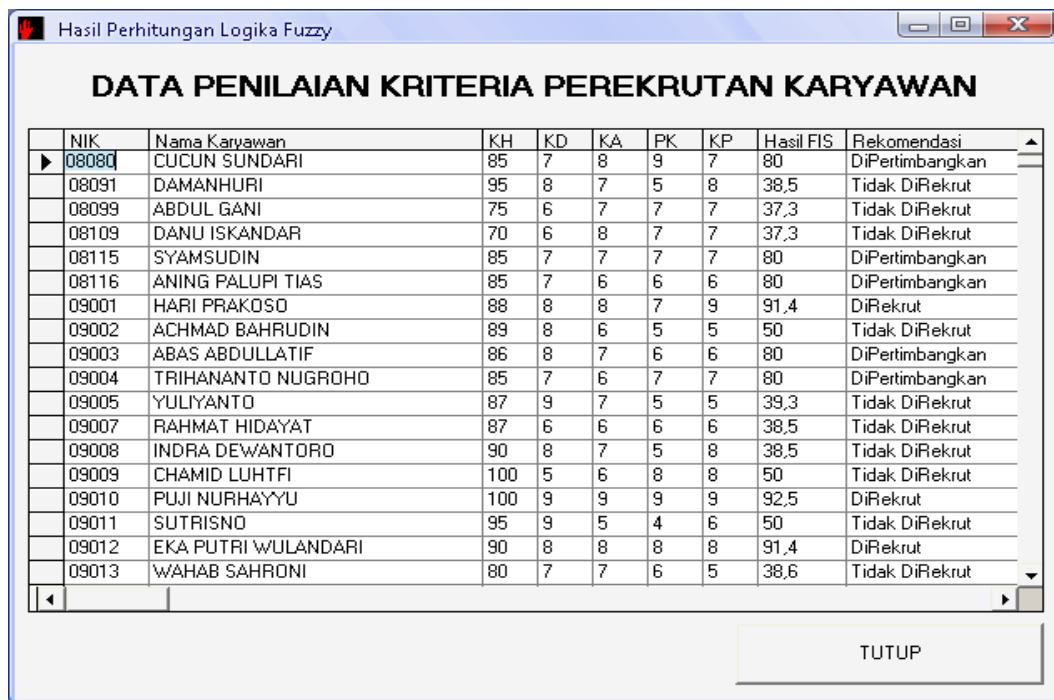 Hasil Perhitungan Logika Fuzzy
DATA PENILAIAN KRITERIA PEREKRUTAN KARYAWAN
NIK Nama Karyawan KH KD KA PK KP Hasil FIS Rekomendasi
08080 CUCUN SUNDARI 85 7 8 9 7 80 DiPertimbangkan
08091 DAMANHURI 95 8 7 5 8 38,5 Tidak DiRekrut
08099 ABDUL GANI 75 6 7 7 7 37,3 Tidak DiRekrut
08109 DANU ISKANDAR 70 6 8 7 7 37,3 Tidak DiRekrut
08115 SYAMSUDIN 85 7 7 7 7 80 DiPertimbangkan
08116 ANING PALUPI TIAS 85 7 6 6 6 80 DiPertimbangkan
09001 HARI PRAKOSO 88 8 8 7 9 91,4 DiRekrut
09002 ACHMAD BAHRUDIN 89 8 6 5 5 50 Tidak DiRekrut
09003 ABAS ABDULLATIF 86 8 7 6 6 80 DiPertimbangkan
09004 TRIHANANTO NUGROHO 85 7 6 7 7 80 DiPertimbangkan
09005 YULIYANTO 87 9 7 5 5 39,3 Tidak DiRekrut
09007 RAHMAT HIDAYAT 87 6 6 6 6 38,5 Tidak DiRekrut
09008 INDRA DEWANTORO 90 8 7 5 8 38,5 Tidak DiRekrut
09009 CHAMID LUHTFI 100 5 6 8 8 50 Tidak DiRekrut
09010 PUJI NURHAYYU 100 9 9 9 9 92,5 DiRekrut
09011 SUTRISNO 95 9 5 4 6 50 Tidak DiRekrut
09012 EKA PUTRI WULANDARI 90 8 8 8 8 91,4 DiRekrut
09013 WAHAB SAHRONI 80 7 7 6 5 38,6 Tidak DiRekrut
TUTUP